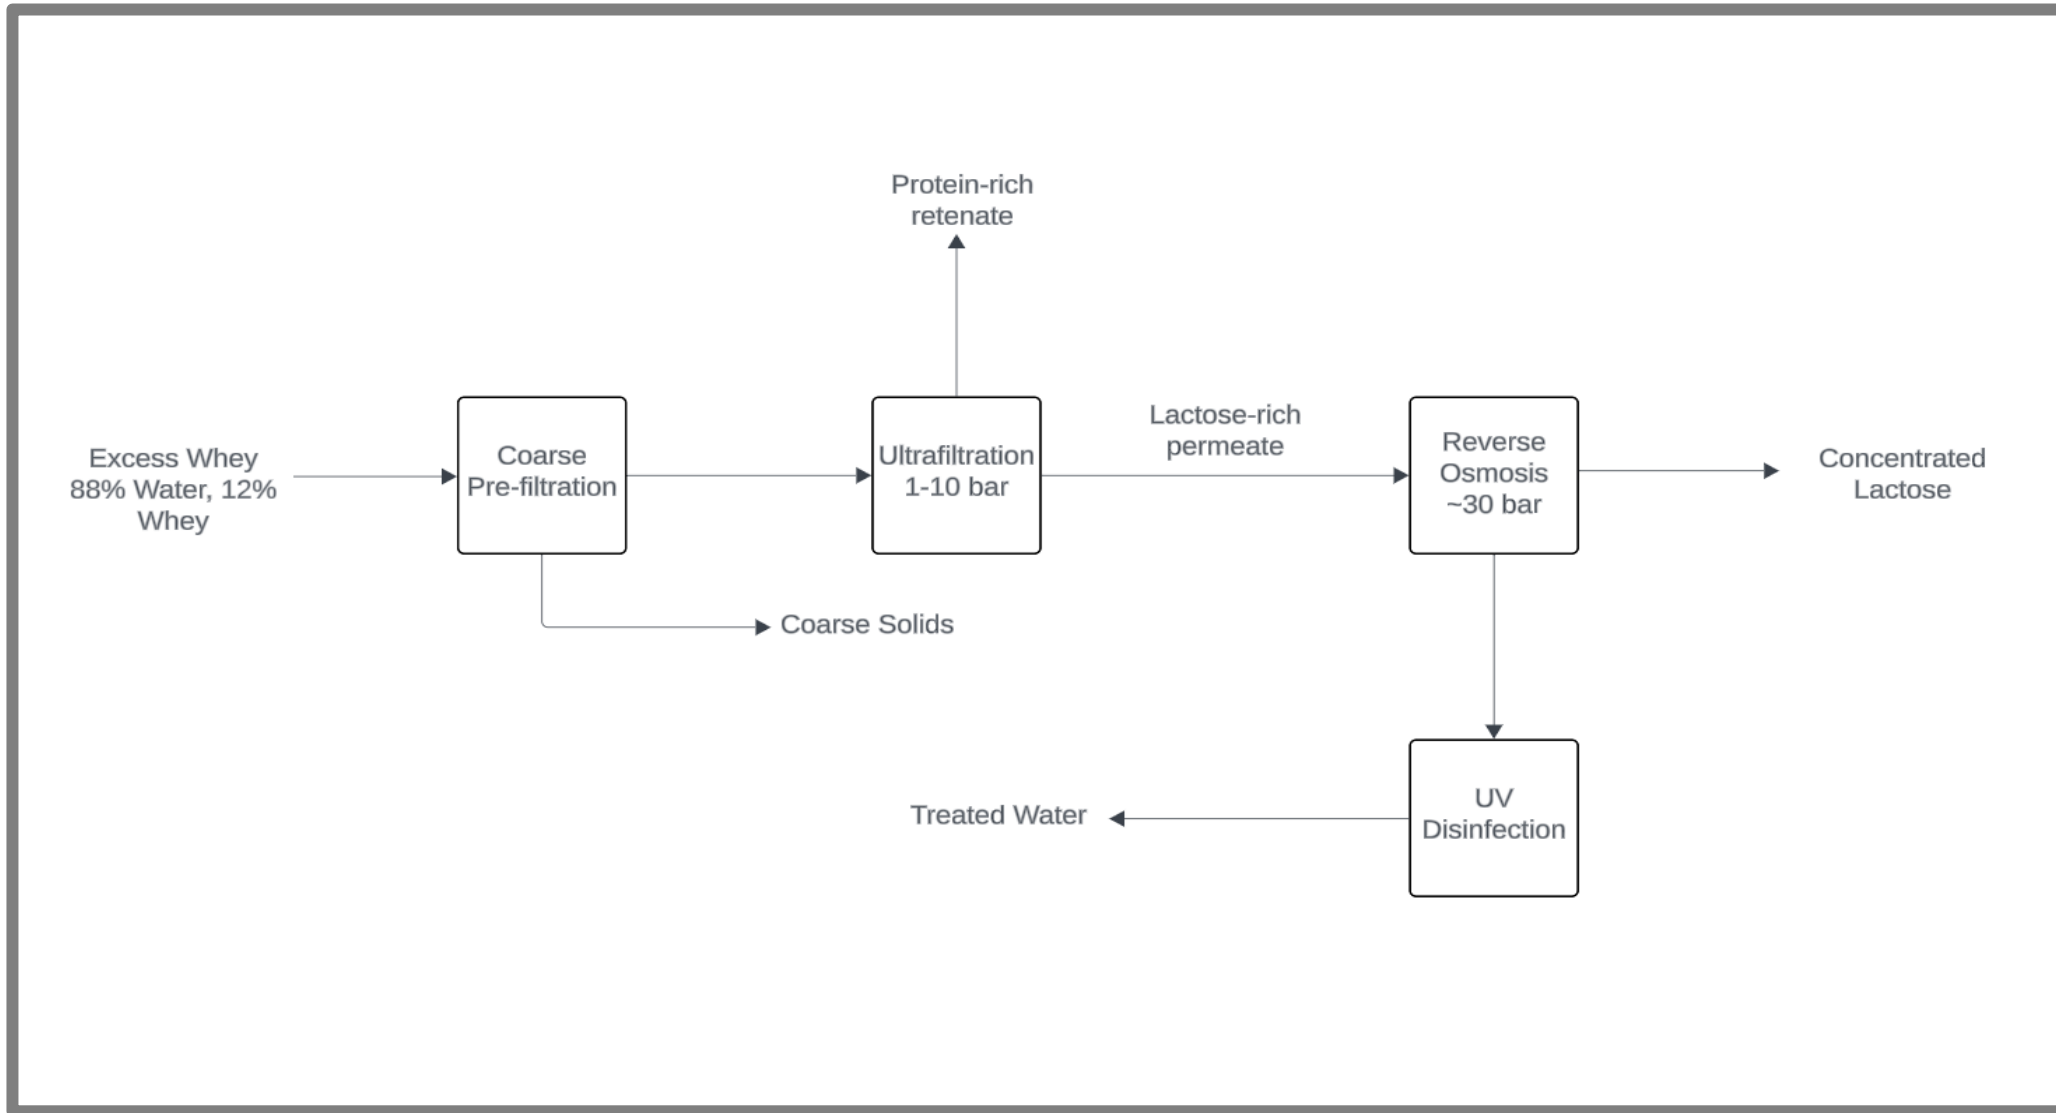 Protein-rich
retenate
Excess Whey
88% Water, 12%
Whey
Coarse
Pre-filtration
Ultrafiltration
1-10 bar
Lactose-rich
permeate
Reverse
Osmosis
~30 bar
Concentrated
Lactose
Coarse Solids
Treated Water
UV
Disinfection